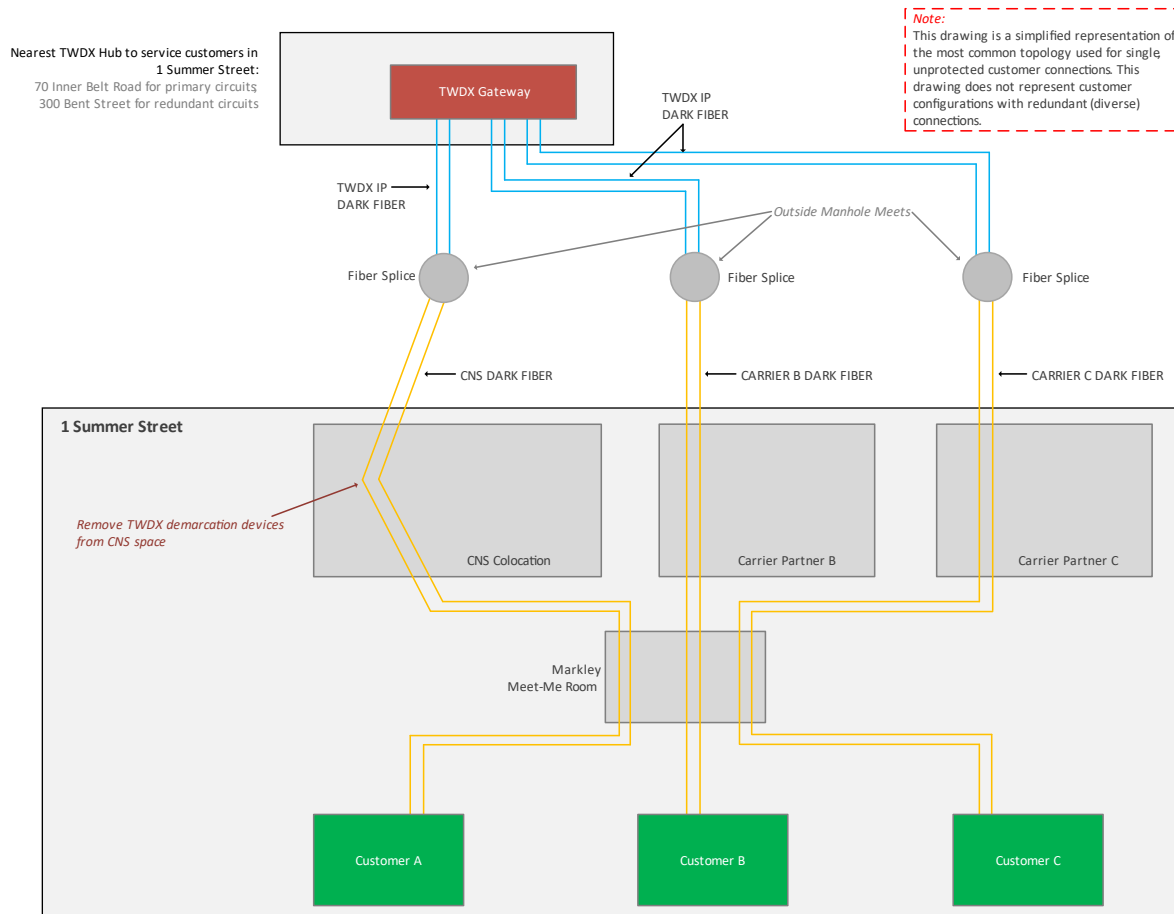 Nearest TWDX Hub to service customers in
1 Summer Street:
70 Inner Belt Road for primary circuits;
300 Bent Street for redundant circuits
TWDX Gateway
Note:
This drawing is a simplified representation of
the most common topology used for single,
unprotected customer connections. This
drawing does not represent customer
configurations with redundant (diverse)
connections.
TWDX IP
DARK FIBER
TWDX IP
DARK FIBER
Outside Manhole Meets
Fiber Splice
Fiber Splice
Fiber Splice
CNS DARK FIBER
CARRIER B DARK FIBER
CARRIER C DARK FIBER
1 Summer Street
Remove TWDX demarcation devices
from CNS space
CNS Colocation
Carrier Partner B
Carrier Partner C
Markley
Meet-Me Room
Customer A
Customer B
Customer C